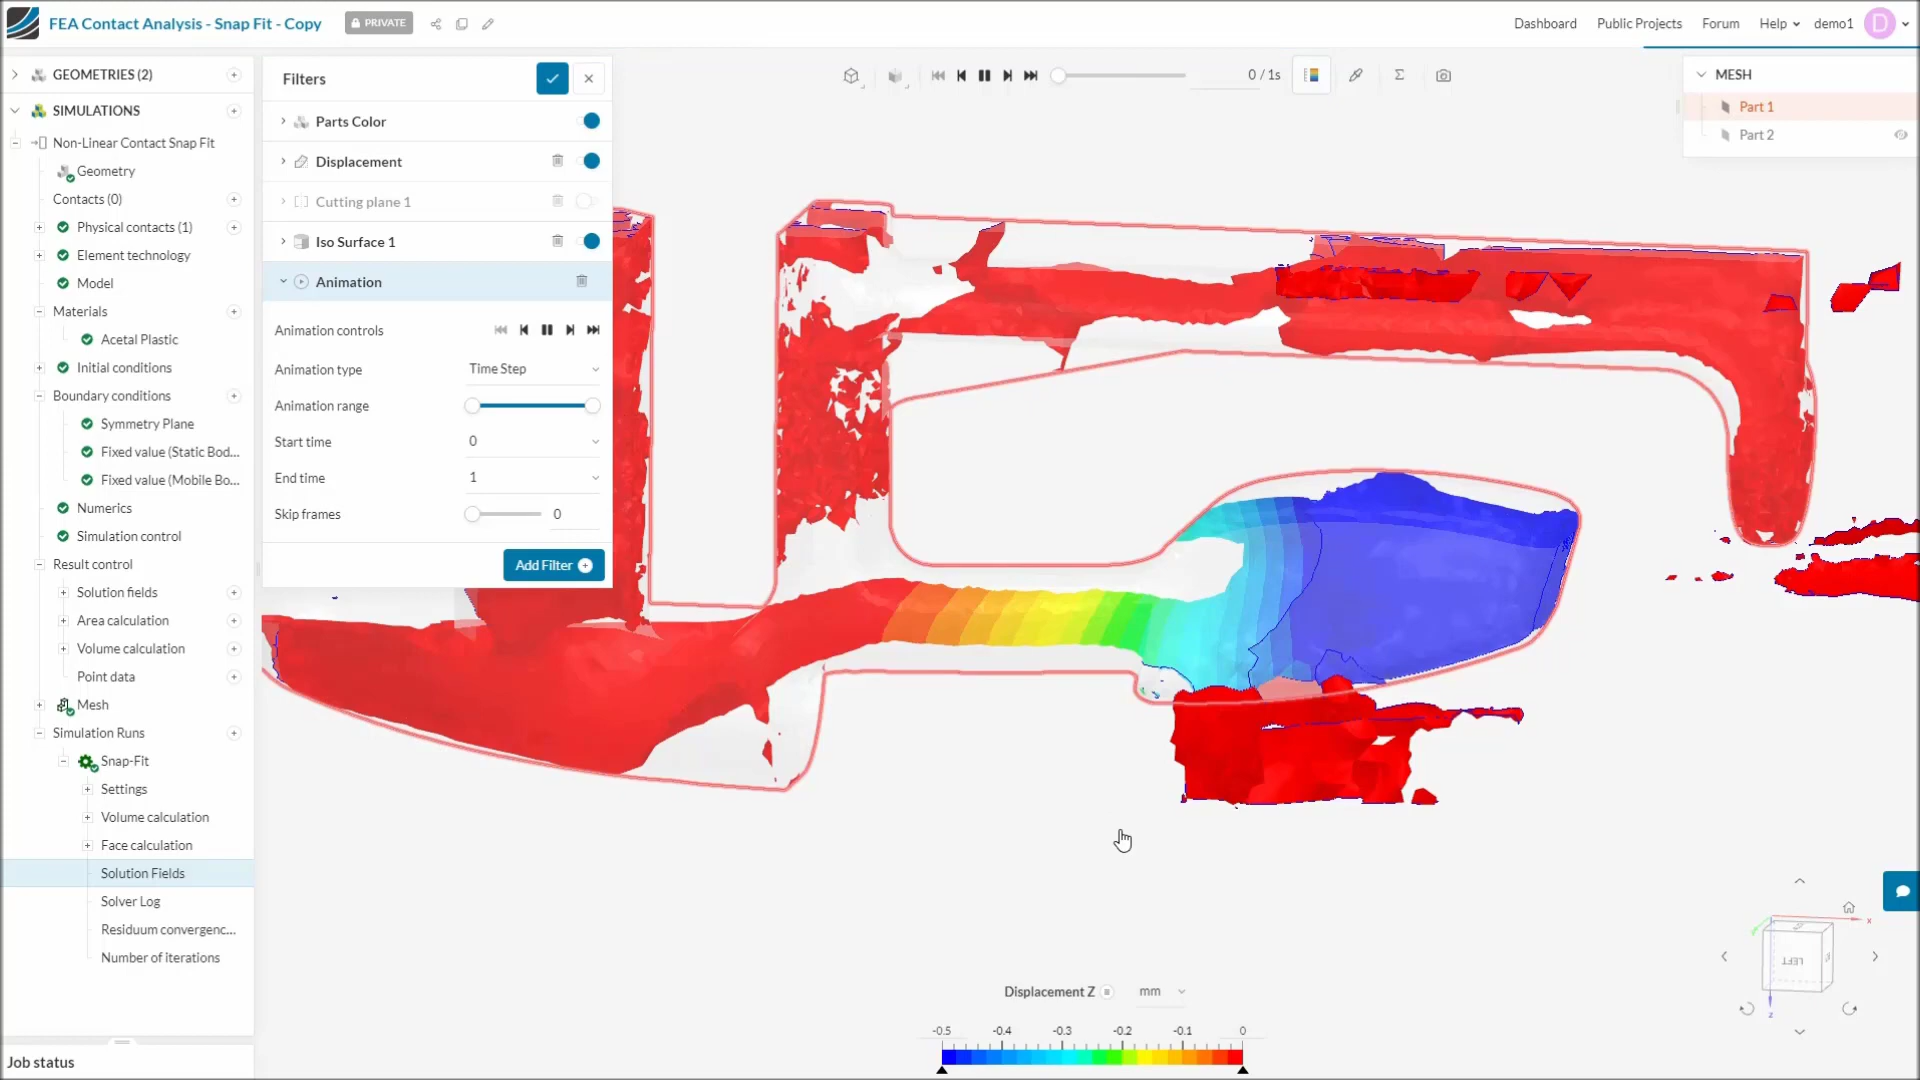 FEA Contact Analysis - Snap Fit - Copy
PRIVATE
Dashboard
Public Projects
Forum
Help
demo1
D
GEOMETRIES (2)
SIMULATIONS
Non-Linear Contact Snap Fit
Geometry
Contacts (0)
Physical contacts (1)
Element technology
Model
Materials
Acetal Plastic
Initial conditions
Boundary conditions
Symmetry Plane
Fixed value (Static Bod...
Fixed value (Mobile Bo...
Numerics
Simulation control
Result control
Solution fields
Area calculation
Volume calculation
Point data
Mesh
Simulation Runs
Snap-Fit
Settings
Volume calculation
Face calculation
Solution Fields
Solver Log
Residuum convergenc...
Number of iterations
Job status
Filters
Parts Color
Displacement
Cutting plane 1
Iso Surface 1
Animation
Animation controls
Animation type
Time Step
Animation range
Start time
0
End time
1
Skip frames
0
Add Filter
0 / 1s
Σ
MESH
Part 1
Part 2
LEFT
x
z
Displacement Z
mm
-0.5 -0.4 -0.3 -0.2 -0.1 0